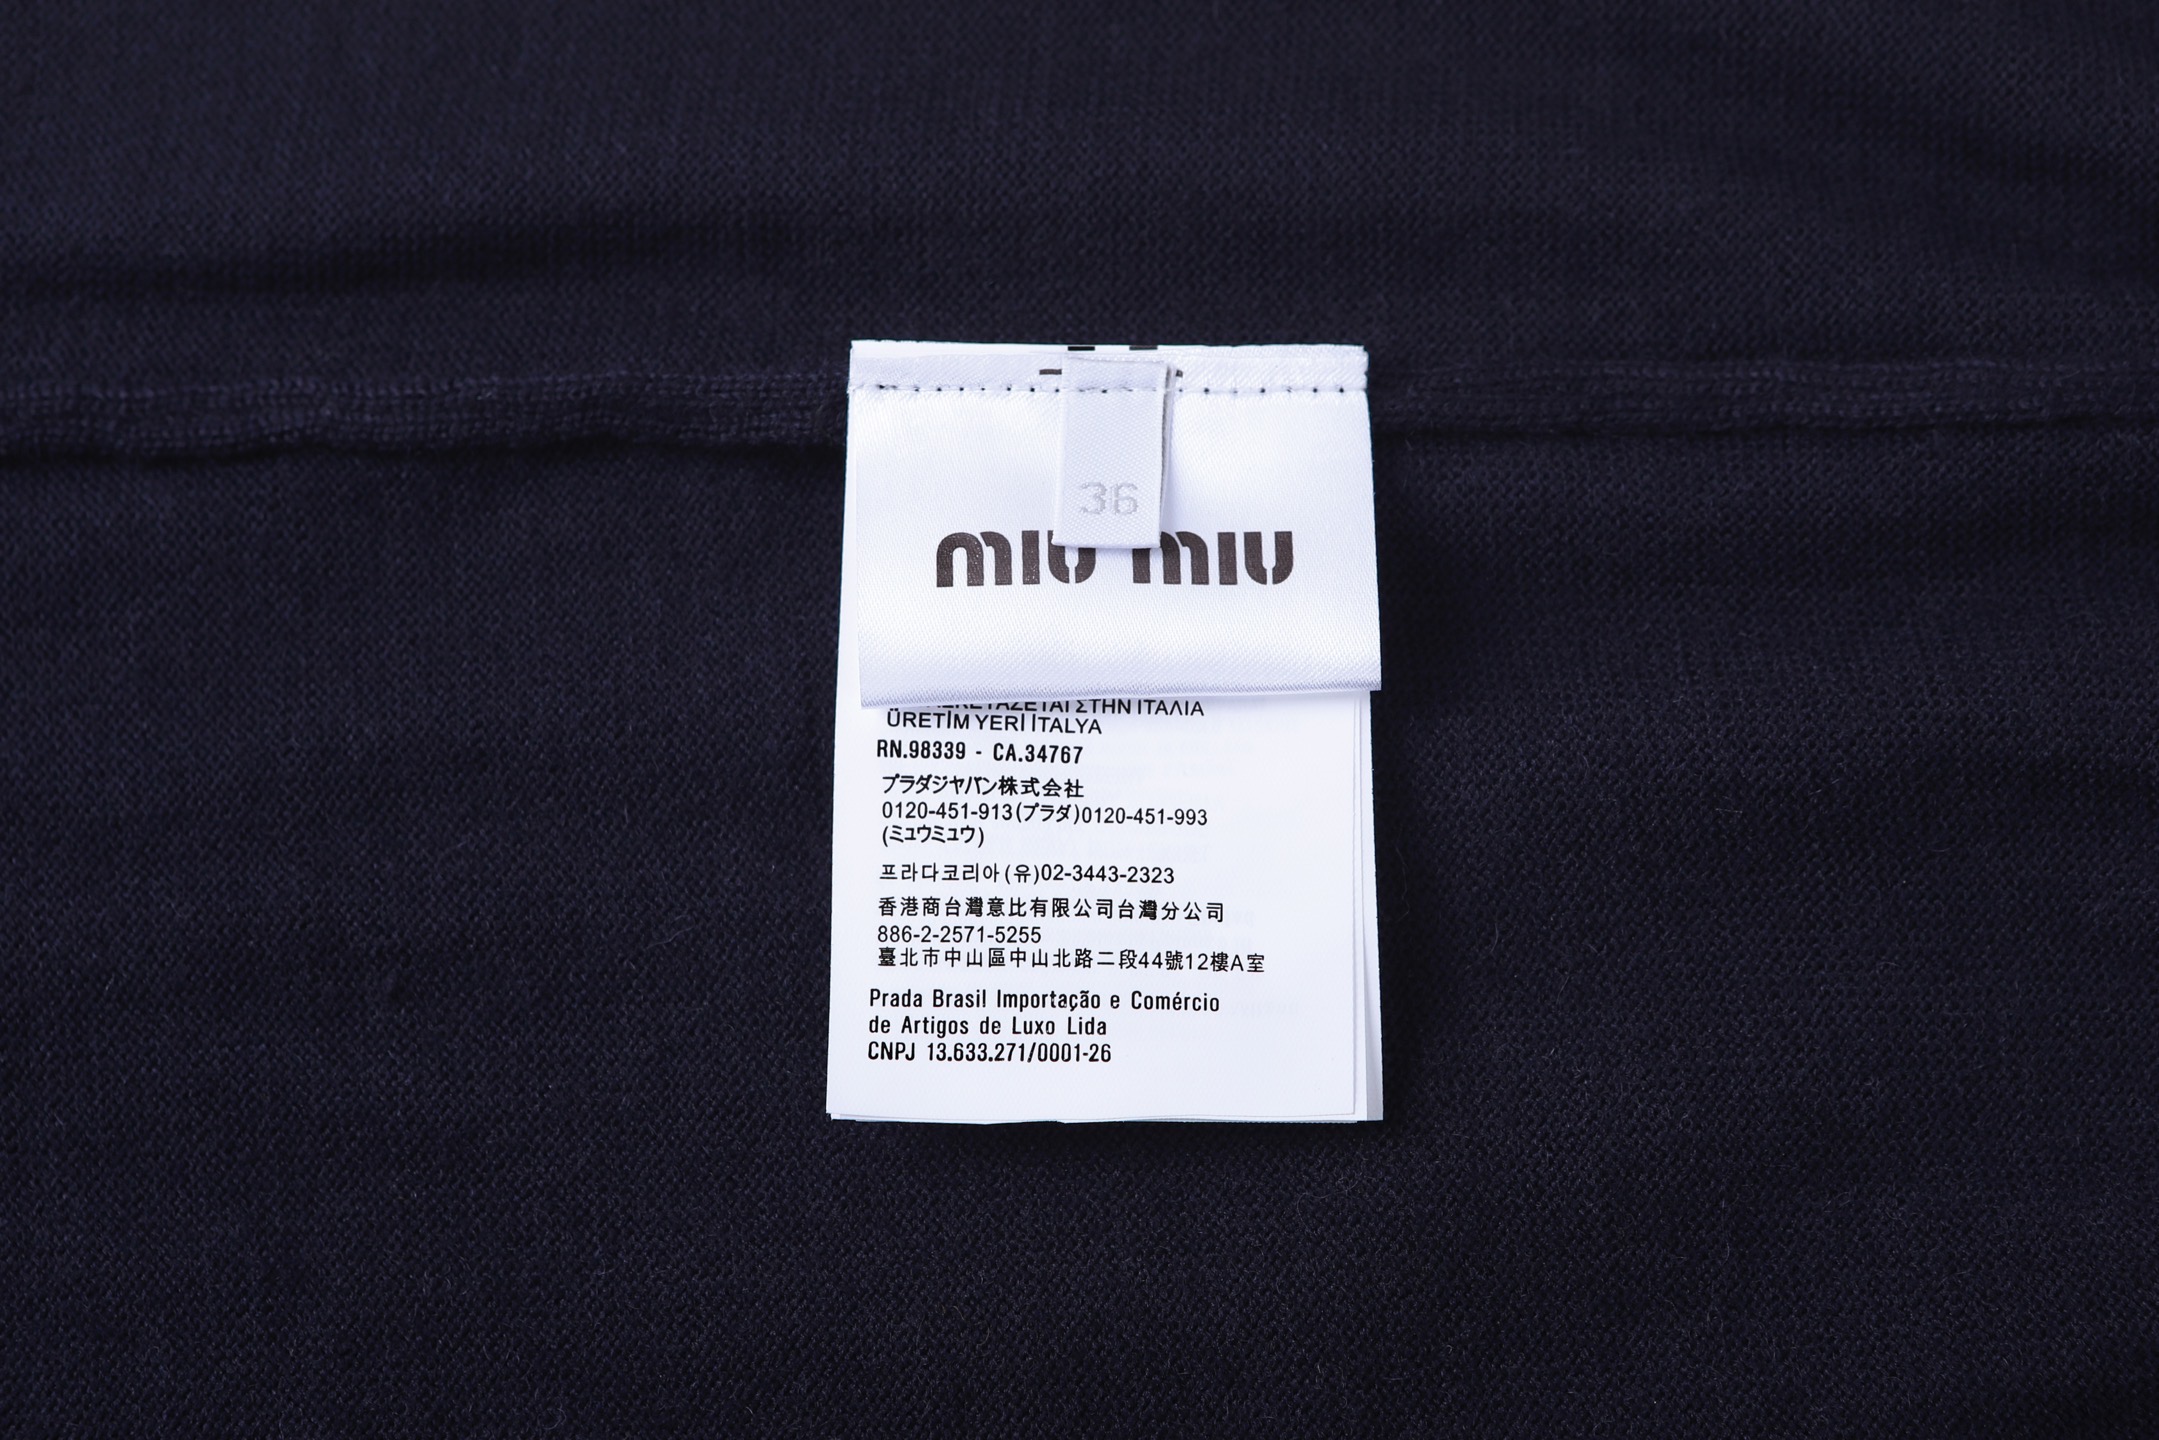 36
miu miu
ΣΤΗΝ ΙΤΑΛΙΑ
ÜRETİM YERİ İTALYA
RN.98339 - CA.34767
プラダジャパン株式会社
0120-451-913(プラダ)0120-451-993
(ミュウミュウ)
프라다코리아(유)02-3443-2323
香港商台灣意比有限公司台灣分公司
886-2-2571-5255
臺北市中山區中山北路二段44號12樓A室
Prada Brasil Importação e Comércio
de Artigos de Luxo Lida
CNPJ 13.633.271/0001-26